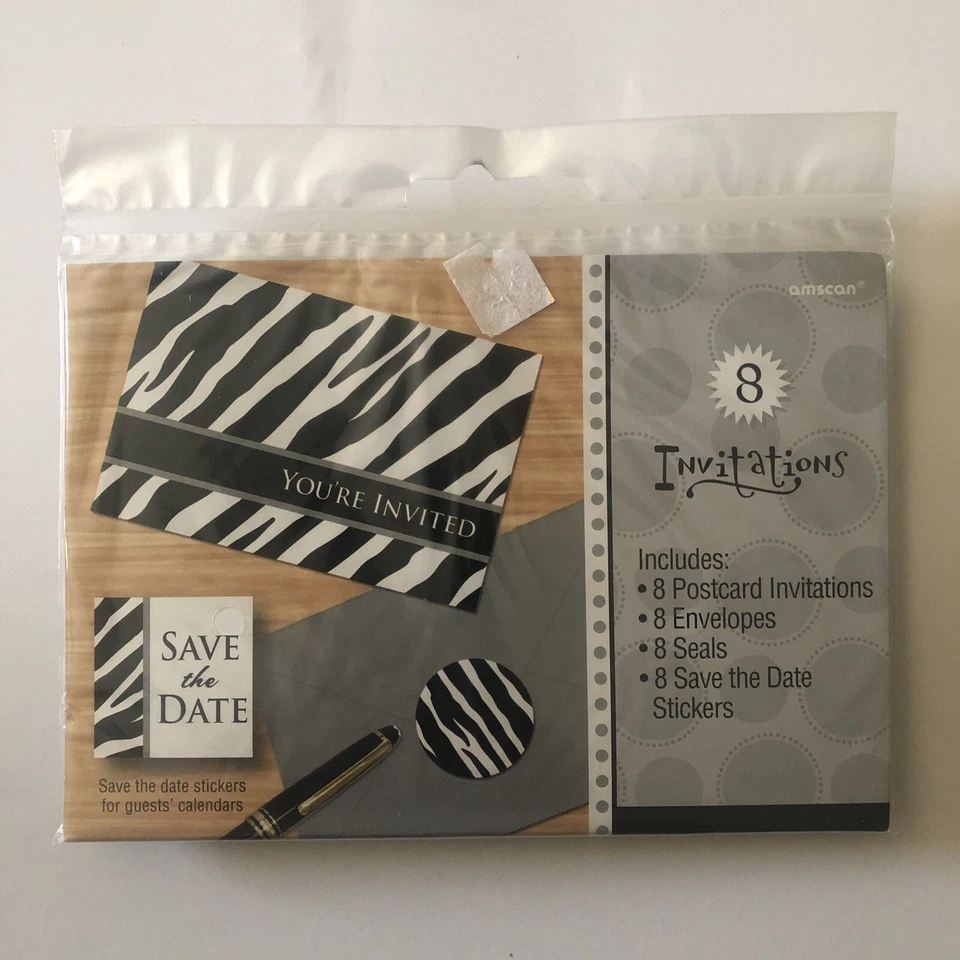 amscan®
8
Invitations
Includes:
• 8 Postcard Invitations
• 8 Envelopes
• 8 Seals
• 8 Save the Date
Stickers
YOU'RE INVITED
SAVE
the
DATE
Save the date stickers
for guests' calendars